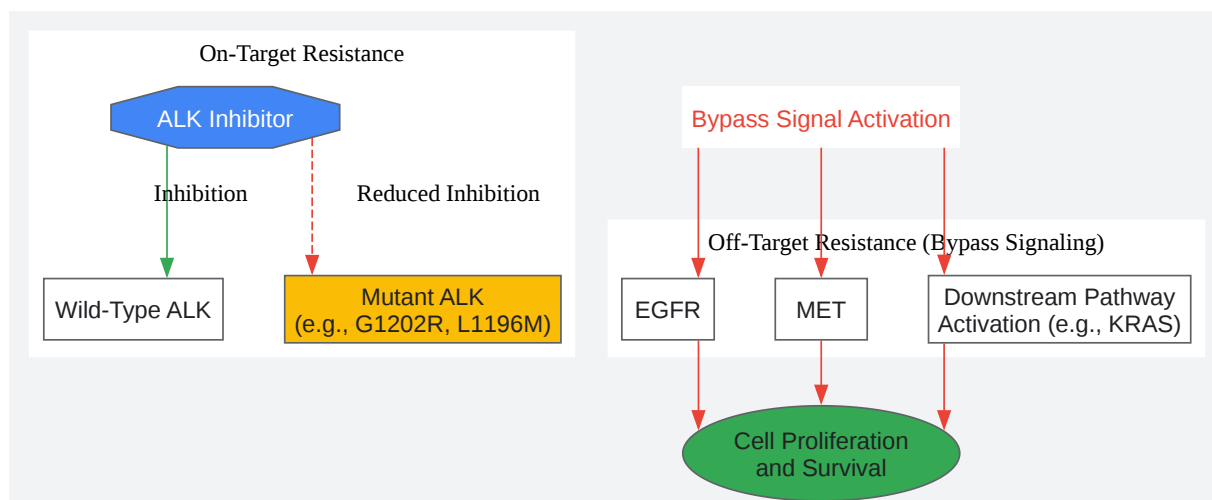 On-Target Resistance
ALK Inhibitor
Inhibition
Reduced Inhibition
Wild-Type ALK
Mutant ALK
(e.g., G1202R, L1196M)
Bypass Signal Activation
Off-Target Resistance (Bypass Signaling)
EGFR
MET
Downstream Pathway
Activation (e.g., KRAS)
Cell Proliferation
and Survival